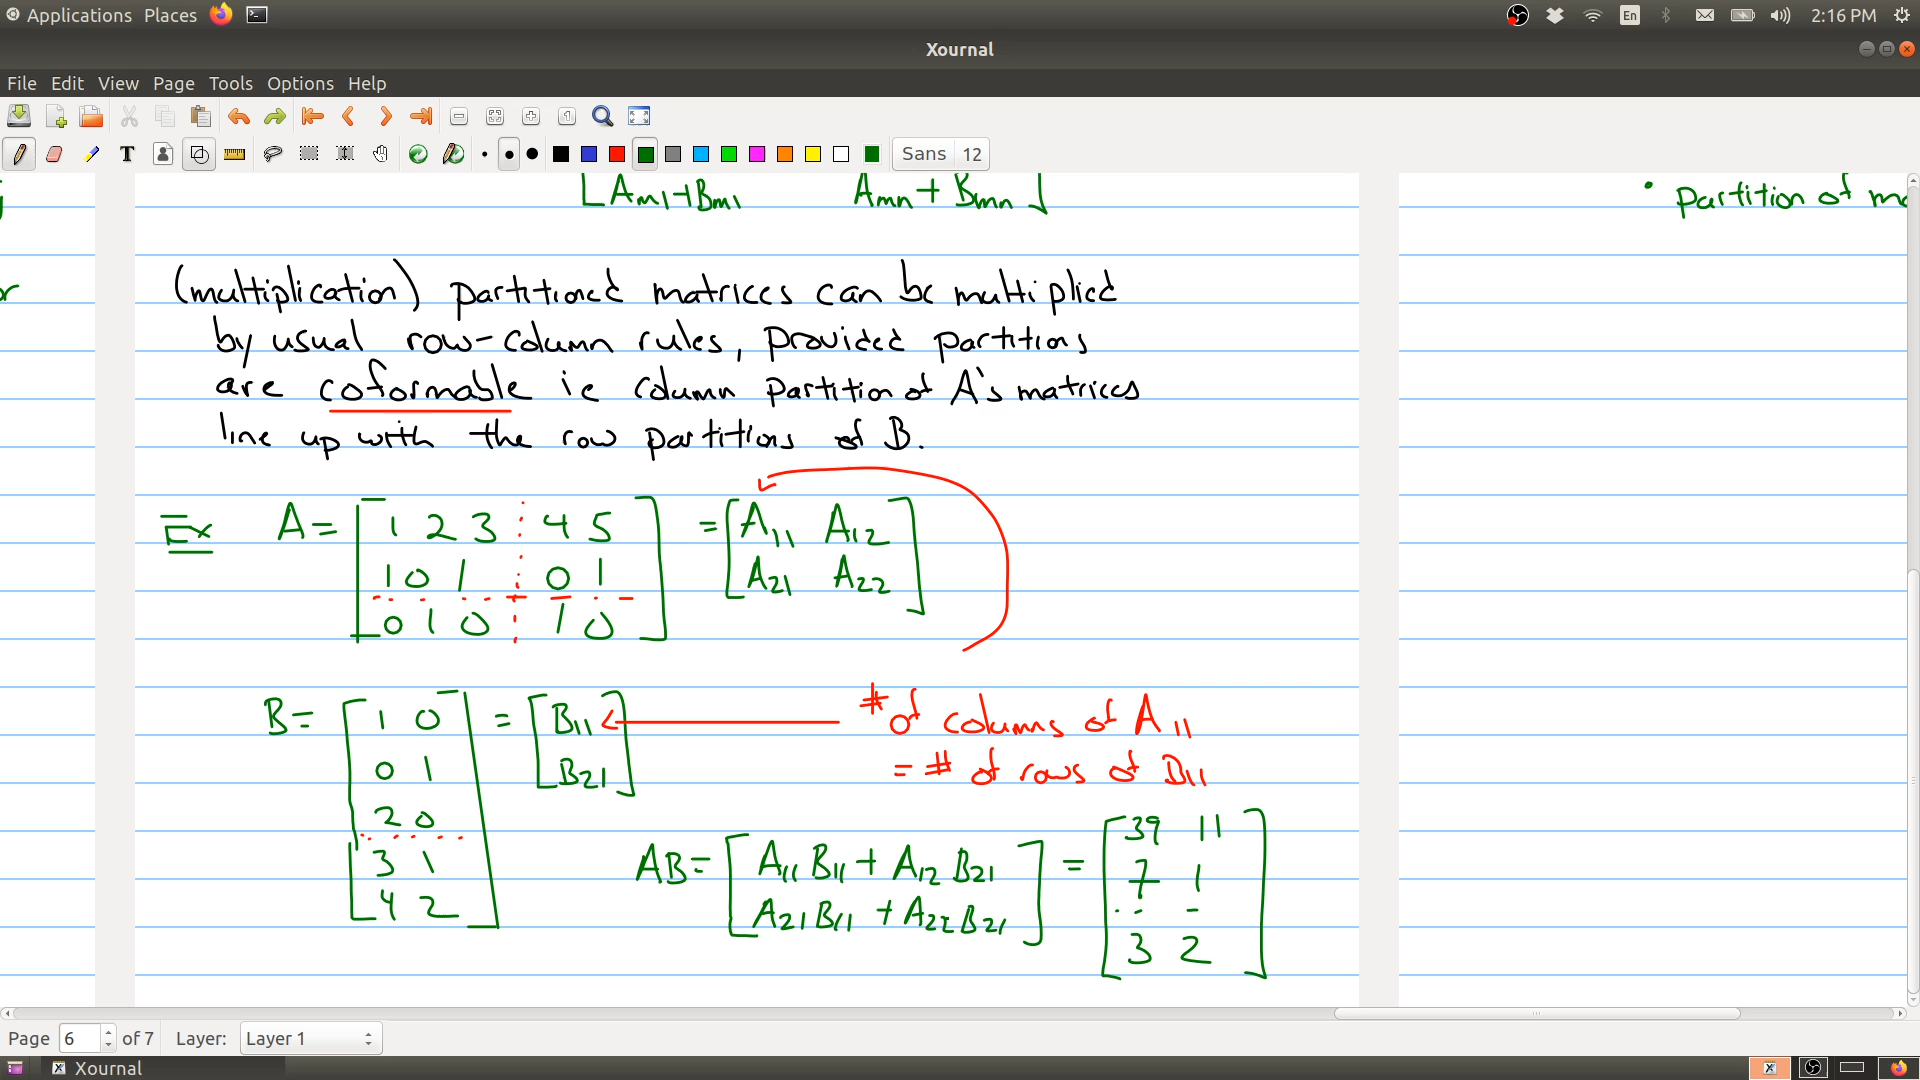 Applications Places En 2:16 PM
Xournal
File Edit View Page Tools Options Help
T Sans 12
[ Am1+Bm1 Amn + Bmn ]
• partition of
(multiplication) partitioned matrices can be multiplied
by usual row-column rules, provided partitions
are coformable ie column partition of A's matrices
line up with the row partitions of B.
Ex A = [ 1 2 3 ⋮ 4 5 ] = [ A11 A12 ]
1 0 1 ⋮ 0 1 A21 A22
0 1 0 ⋮ 1 0
B = [ 1 0 ] = [ B11 ] ← # of columns of A11
0 1 B21 = # of rows of B11
2 0
3 1
4 2
AB = [ A11 B11 + A12 B21 ] = [ 39 11 ]
A21 B11 + A22 B21 7 1
3 2
Page 6 of 7 Layer: Layer 1
Xournal